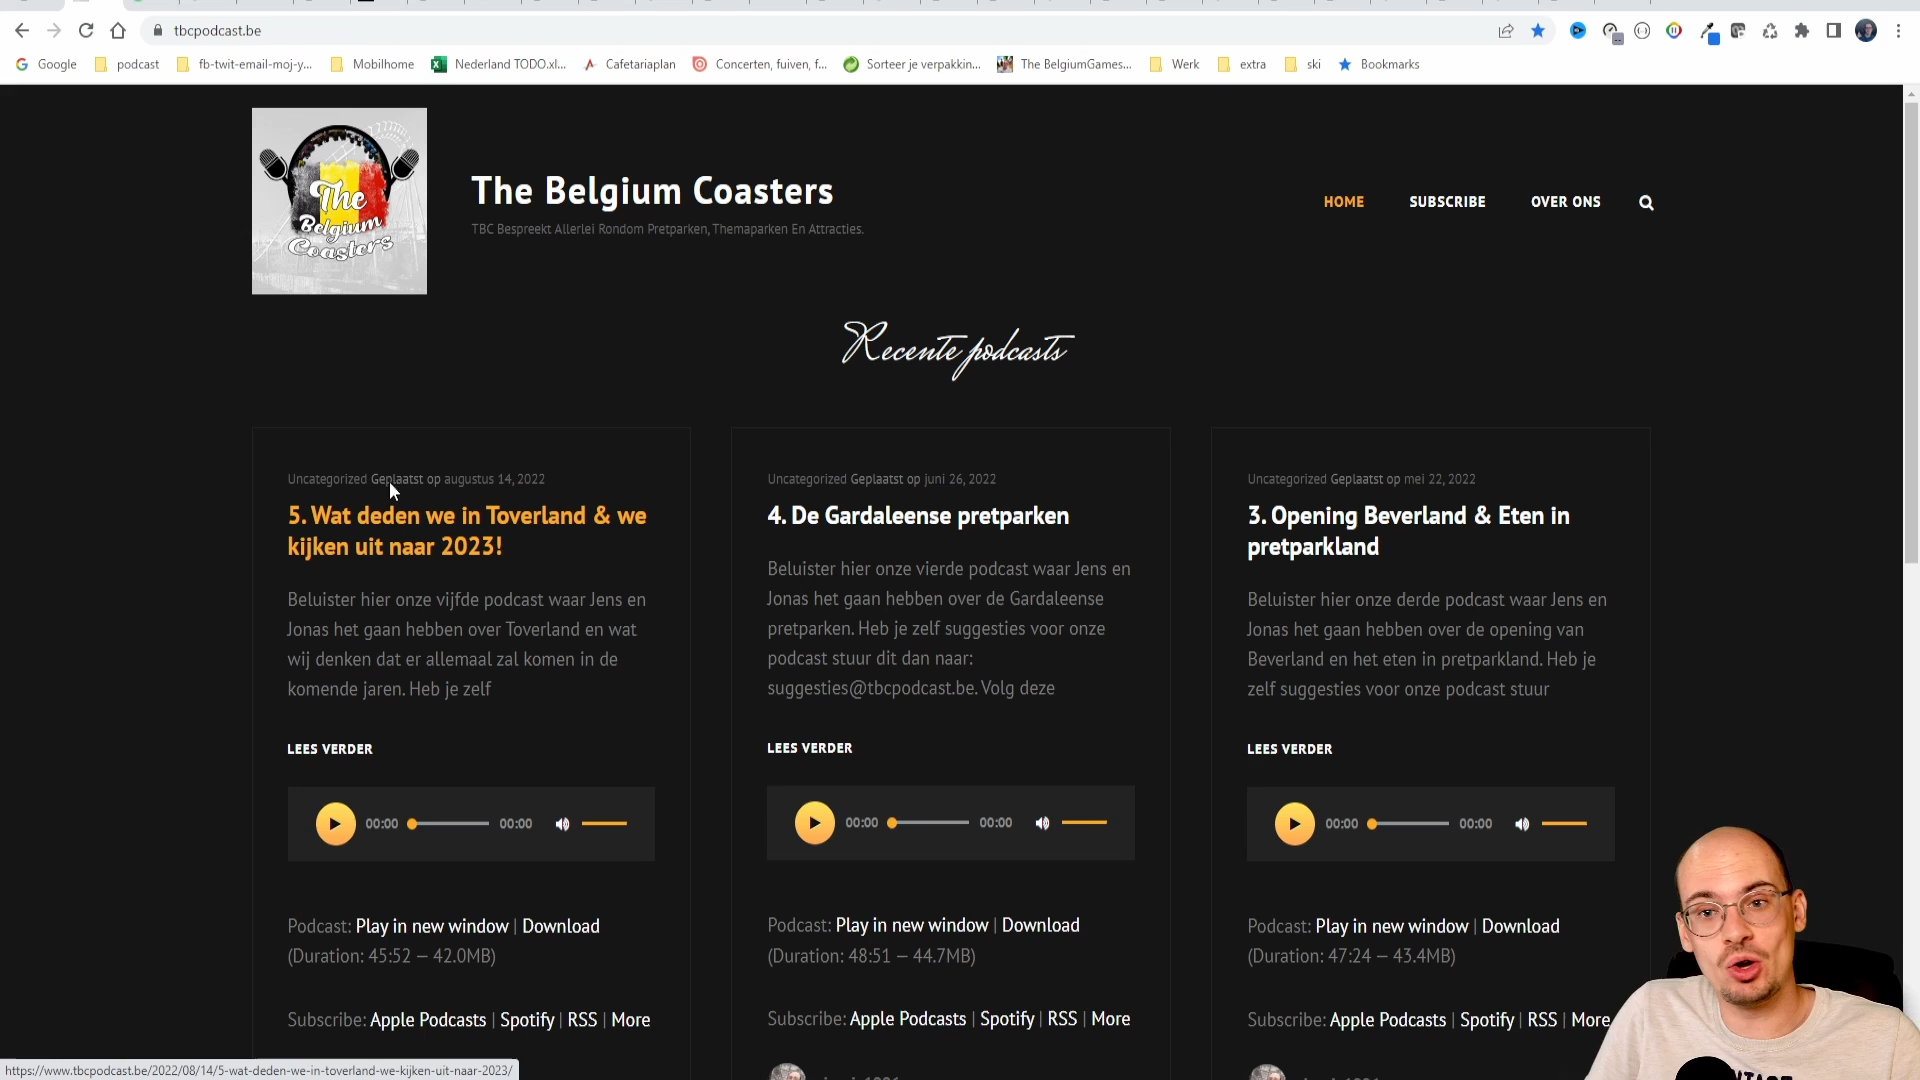 tbcpodcast.be
Google
podcast
fb-twit-email-moj-y...
Mobilhome
Nederland TODO.xl...
Cafetariaplan
Concerten, fuiven, f...
Sorteer je verpakkin...
The BelgiumGames...
Werk
extra
ski
Bookmarks
The
Belgium
Coasters
The Belgium Coasters
TBC Bespreekt Allerlei Rondom Pretparken, Themaparken En Attracties.
HOME
SUBSCRIBE
OVER ONS
Recente podcasts
Uncategorized Geplaatst op augustus 14, 2022
5. Wat deden we in Toverland & we
kijken uit naar 2023!
Beluister hier onze vijfde podcast waar Jens en
Jonas het gaan hebben over Toverland en wat
wij denken dat er allemaal zal komen in de
komende jaren. Heb je zelf
LEES VERDER
00:00
00:00
Podcast: Play in new window | Download
(Duration: 45:52 — 42.0MB)
Subscribe: Apple Podcasts | Spotify | RSS | More
Uncategorized Geplaatst op juni 26, 2022
4. De Gardaleense pretparken
Beluister hier onze vierde podcast waar Jens en
Jonas het gaan hebben over de Gardaleense
pretparken. Heb je zelf suggesties voor onze
podcast stuur dit dan naar:
suggesties@tbcpodcast.be. Volg deze
LEES VERDER
00:00
00:00
Podcast: Play in new window | Download
(Duration: 48:51 — 44.7MB)
Subscribe: Apple Podcasts | Spotify | RSS | More
Uncategorized Geplaatst op mei 22, 2022
3. Opening Beverland & Eten in
pretparkland
Beluister hier onze derde podcast waar Jens en
Jonas het gaan hebben over de opening van
Beverland en het eten in pretparkland. Heb je
zelf suggesties voor onze podcast stuur
LEES VERDER
00:00
00:00
Podcast: Play in new window | Download
(Duration: 47:24 — 43.4MB)
Subscribe: Apple Podcasts | Spotify | RSS | More
https://www.tbcpodcast.be/2022/08/14/5-wat-deden-we-in-toverland-we-kijken-uit-naar-2023/